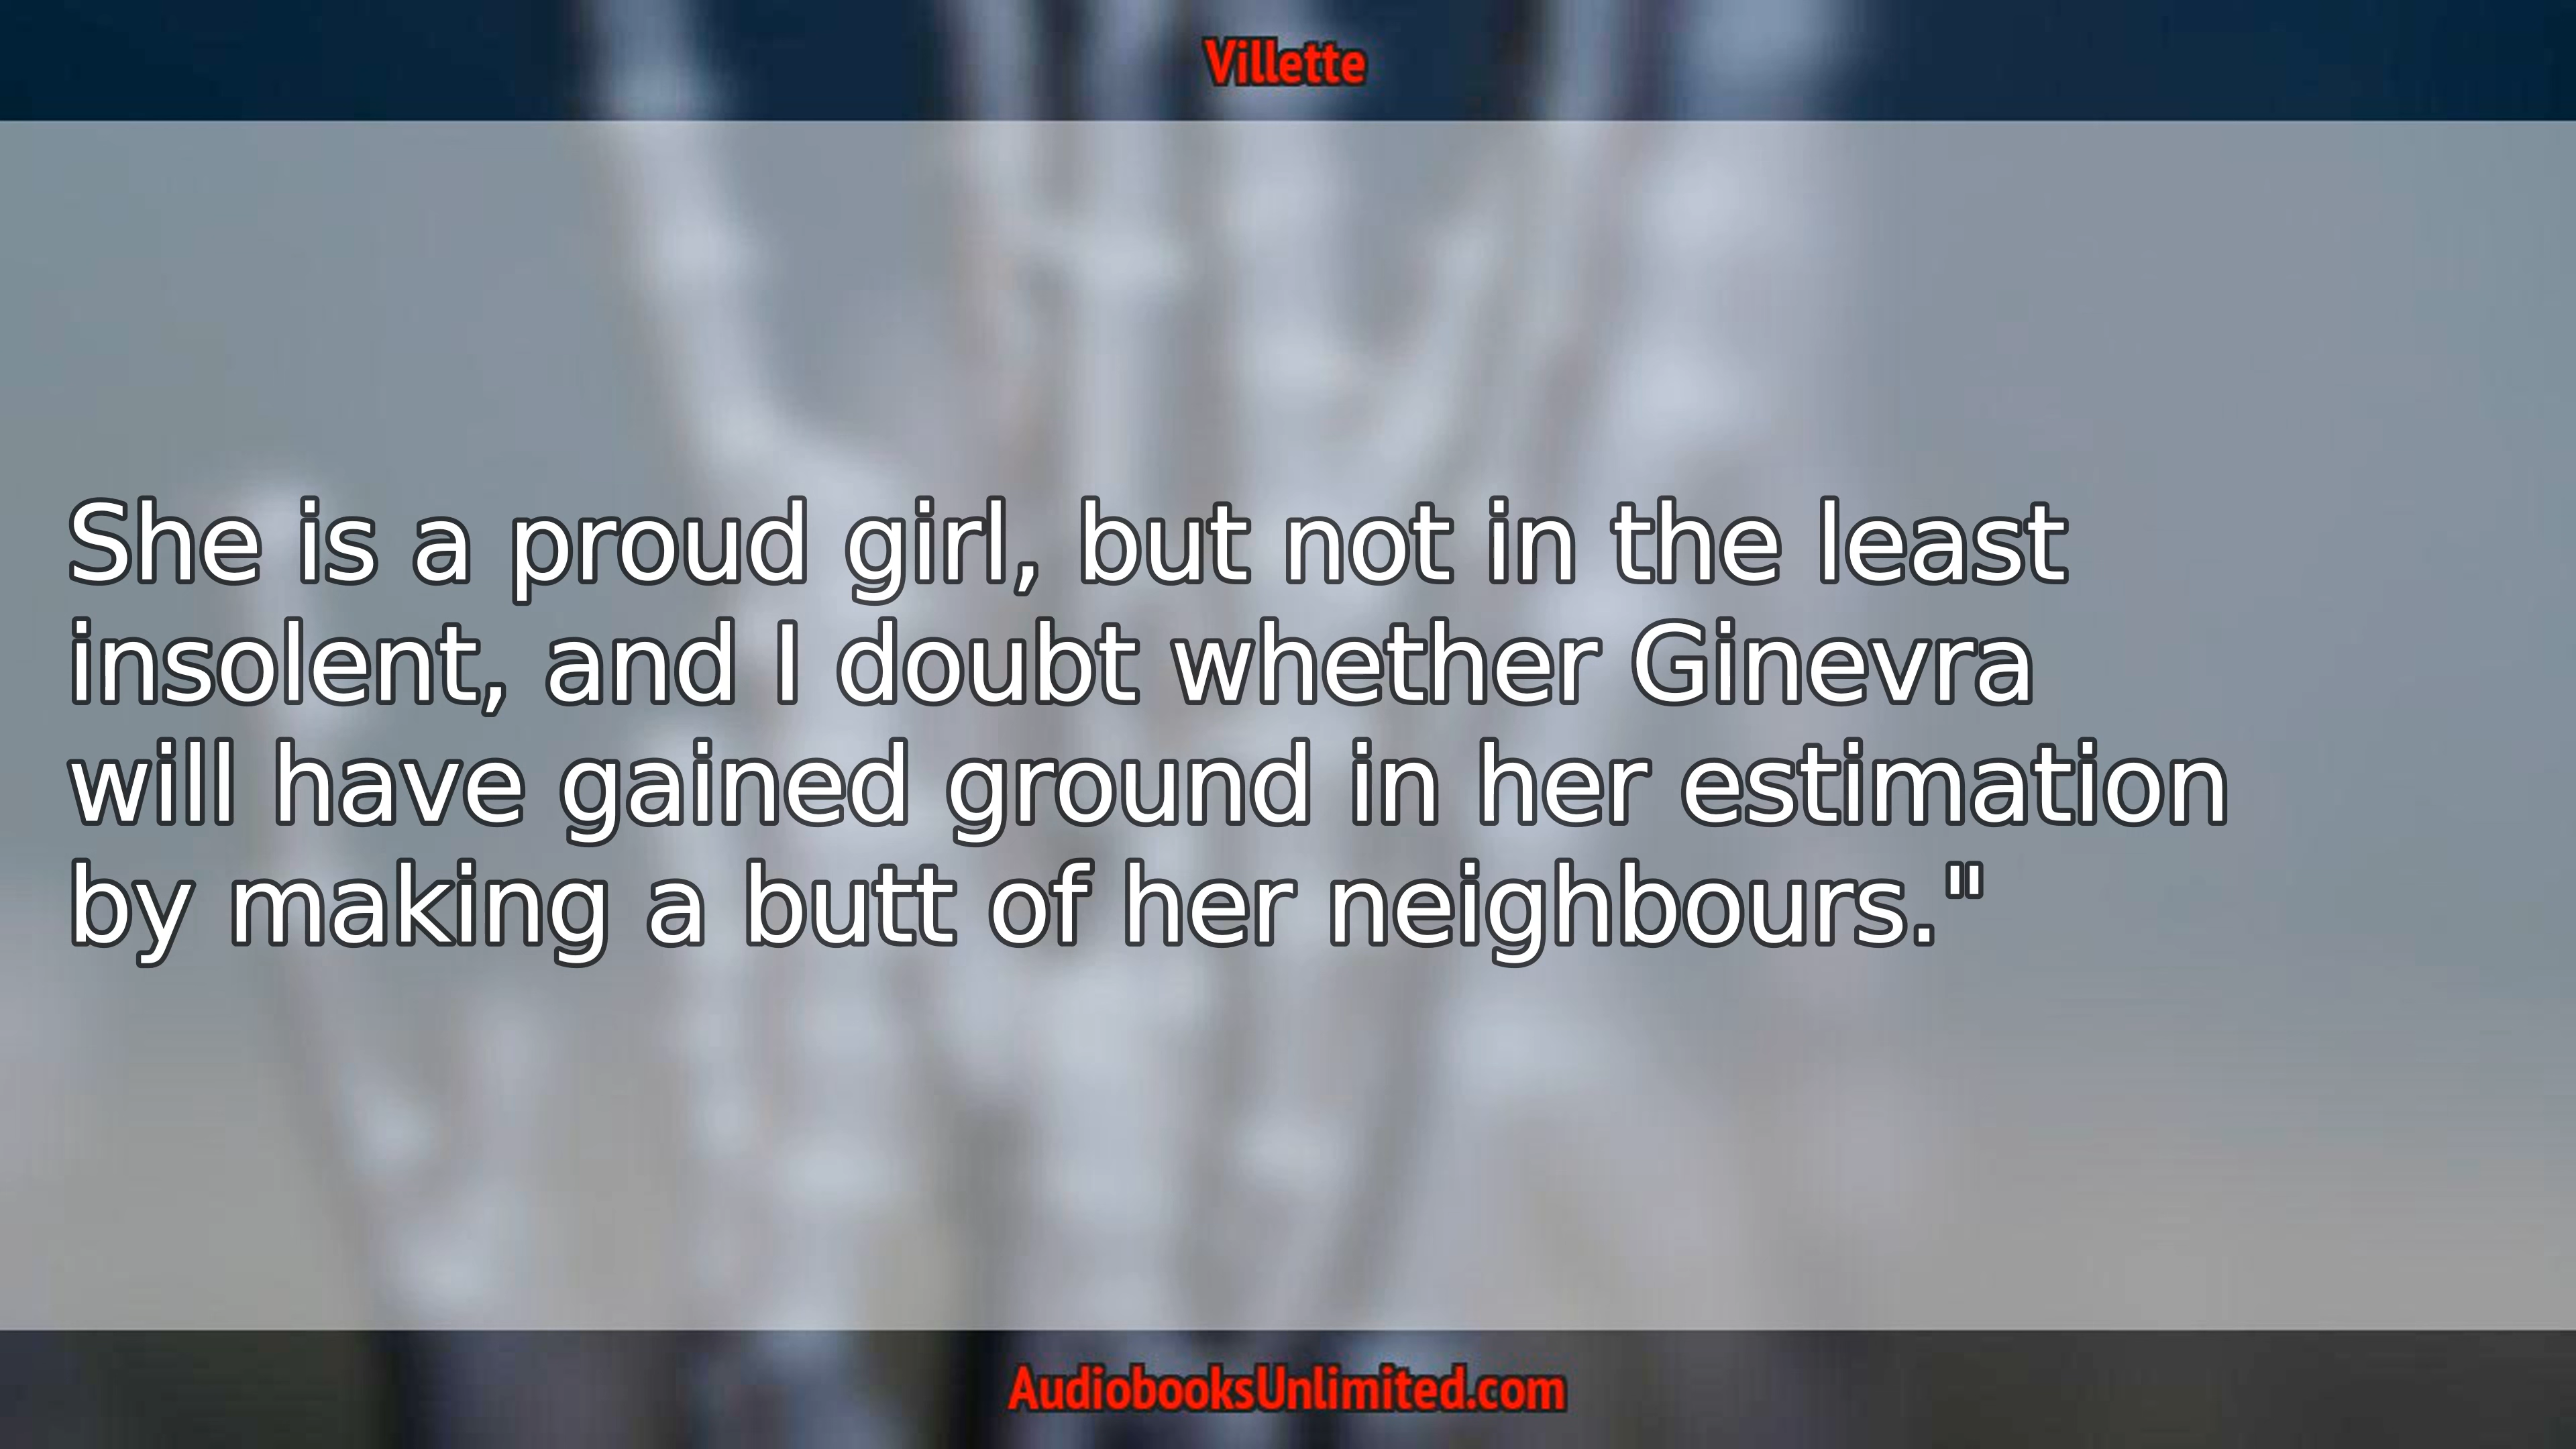 Villette
She is a proud girl, but not in the least
insolent, and I doubt whether Ginevra
will have gained ground in her estimation
by making a butt of her neighbours."
AudiobooksUnlimited.com